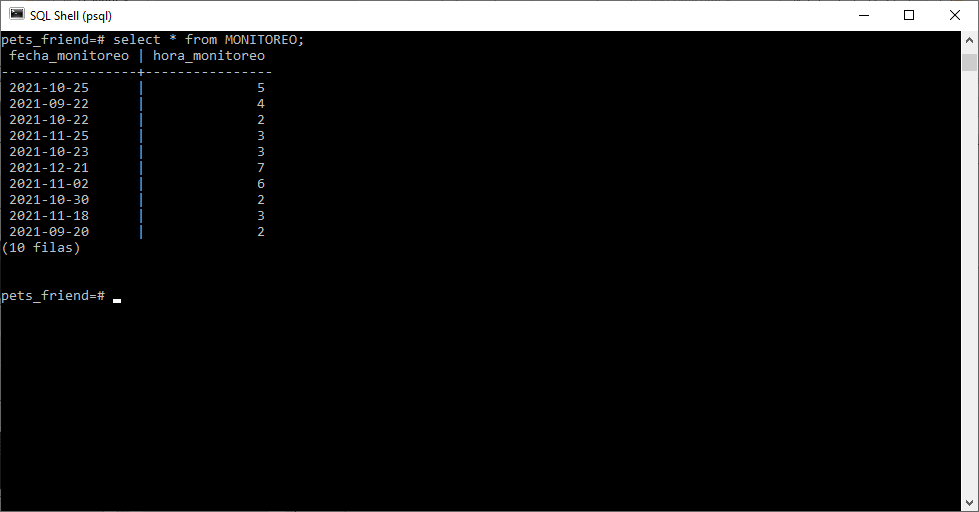 SQL Shell (psql)
pets_friend=# select * from MONITOREO;
 fecha_monitoreo | hora_monitoreo
-----------------+----------------
 2021-10-25      |              5
 2021-09-22      |              4
 2021-10-22      |              2
 2021-11-25      |              3
 2021-10-23      |              3
 2021-12-21      |              7
 2021-11-02      |              6
 2021-10-30      |              2
 2021-11-18      |              3
 2021-09-20      |              2
(10 filas)
pets_friend=#